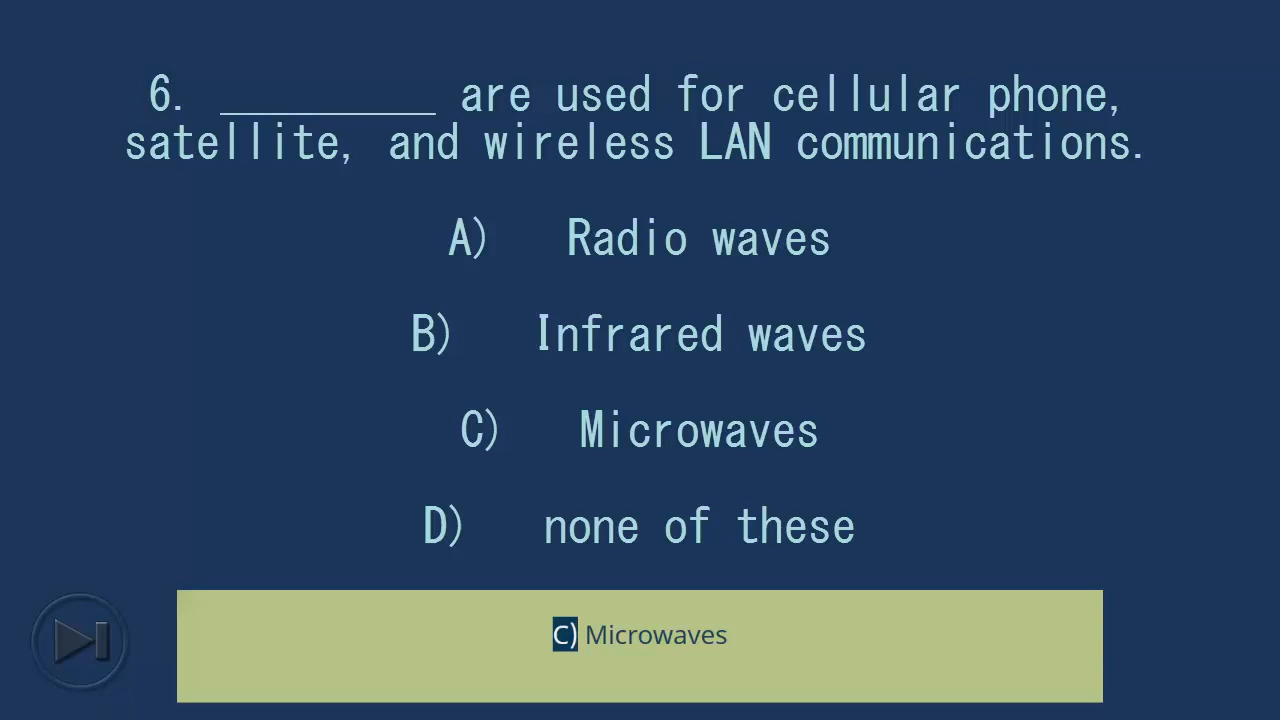 6. _________ are used for cellular phone,
satellite, and wireless LAN communications.
A) Radio waves
B) Infrared waves
C) Microwaves
D) none of these
C) Microwaves